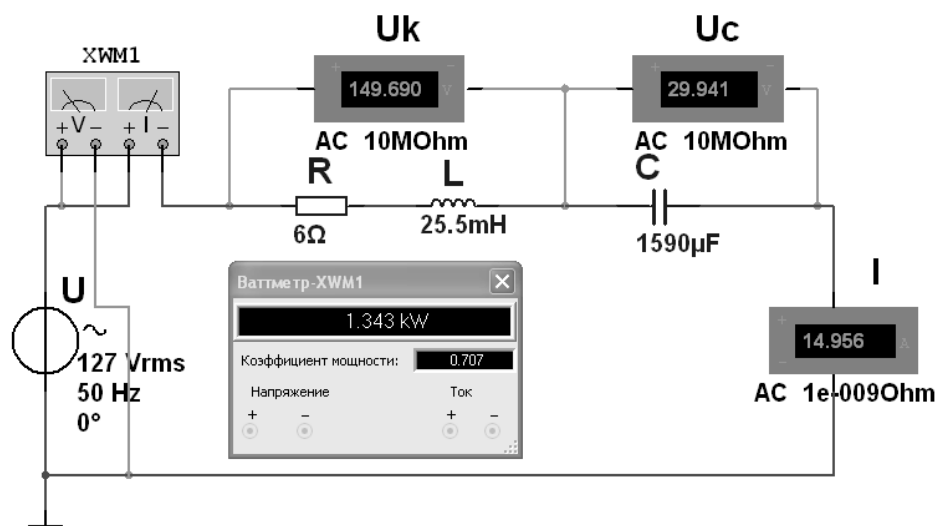 Uk
Uc
XWM1
+ V - + I -
149.690 V
29.941 V
AC 10MOhm
AC 10MOhm
R
L
C
6Ω
25.5mH
1590µF
U
127 Vrms
50 Hz
0°
Ваттметр-XWM1
1.343 kW
Коэффициент мощности: 0.707
Напряжение
Ток
+ - + -
I
14.956 A
AC 1e-009Ohm